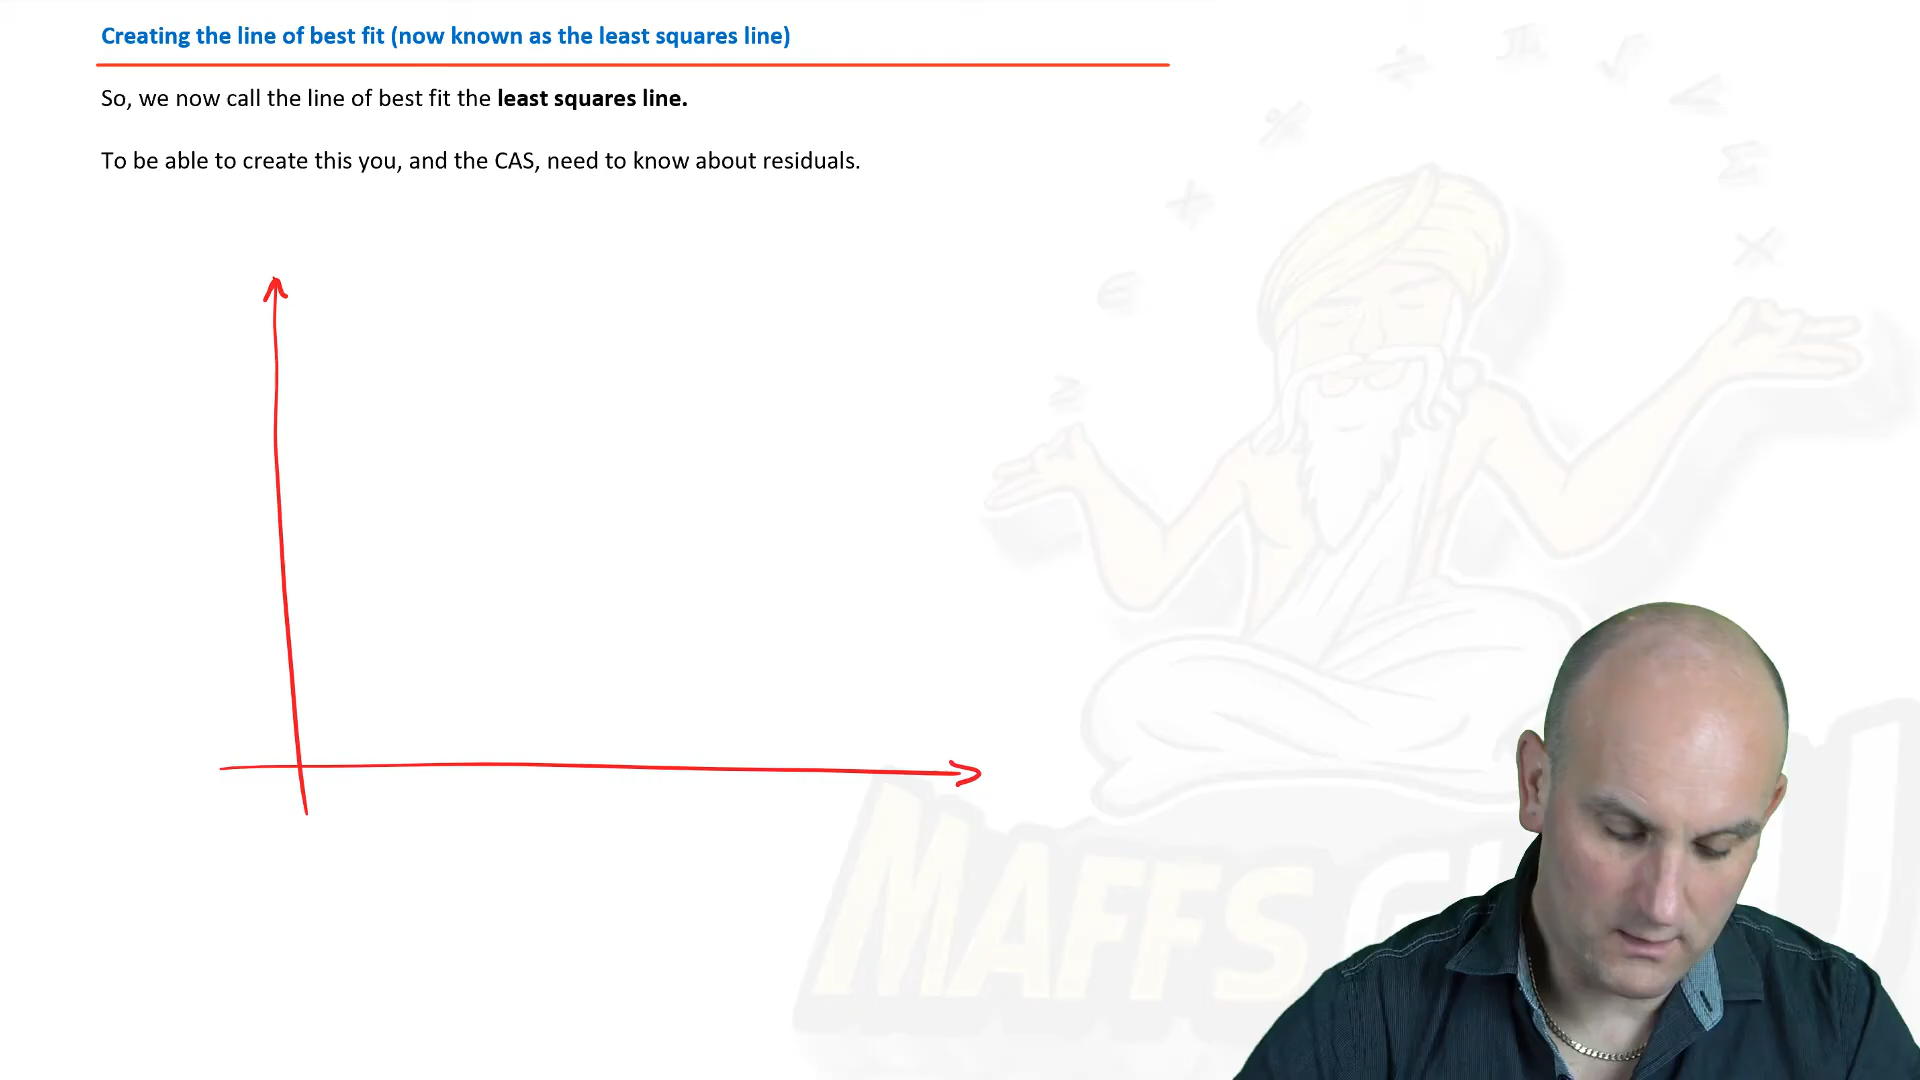 Creating the line of best fit (now known as the least squares line)
So, we now call the line of best fit the least squares line.
To be able to create this you, and the CAS, need to know about residuals.
MAFFS